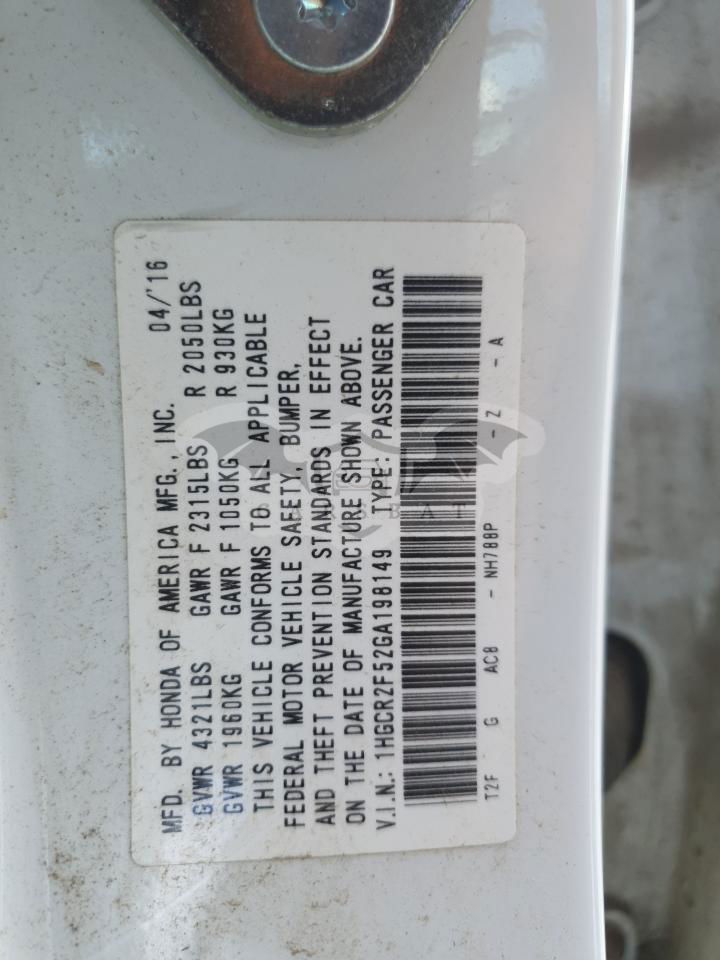 MFD. BY HONDA OF AMERICA MFG., INC. 04/'16
GVWR 4321LBS GAWR F 2315LBS R 2050LBS
GVWR 1960KG GAWR F 1050KG R 930KG
THIS VEHICLE CONFORMS TO ALL APPLICABLE
FEDERAL MOTOR VEHICLE SAFETY, BUMPER,
AND THEFT PREVENTION STANDARDS IN EFFECT
ON THE DATE OF MANUFACTURE SHOWN ABOVE.
V.I.N.: 1HGCR2F52GA198149 TYPE: PASSENGER CAR
T2F G AC8 - NH788P - Z - A